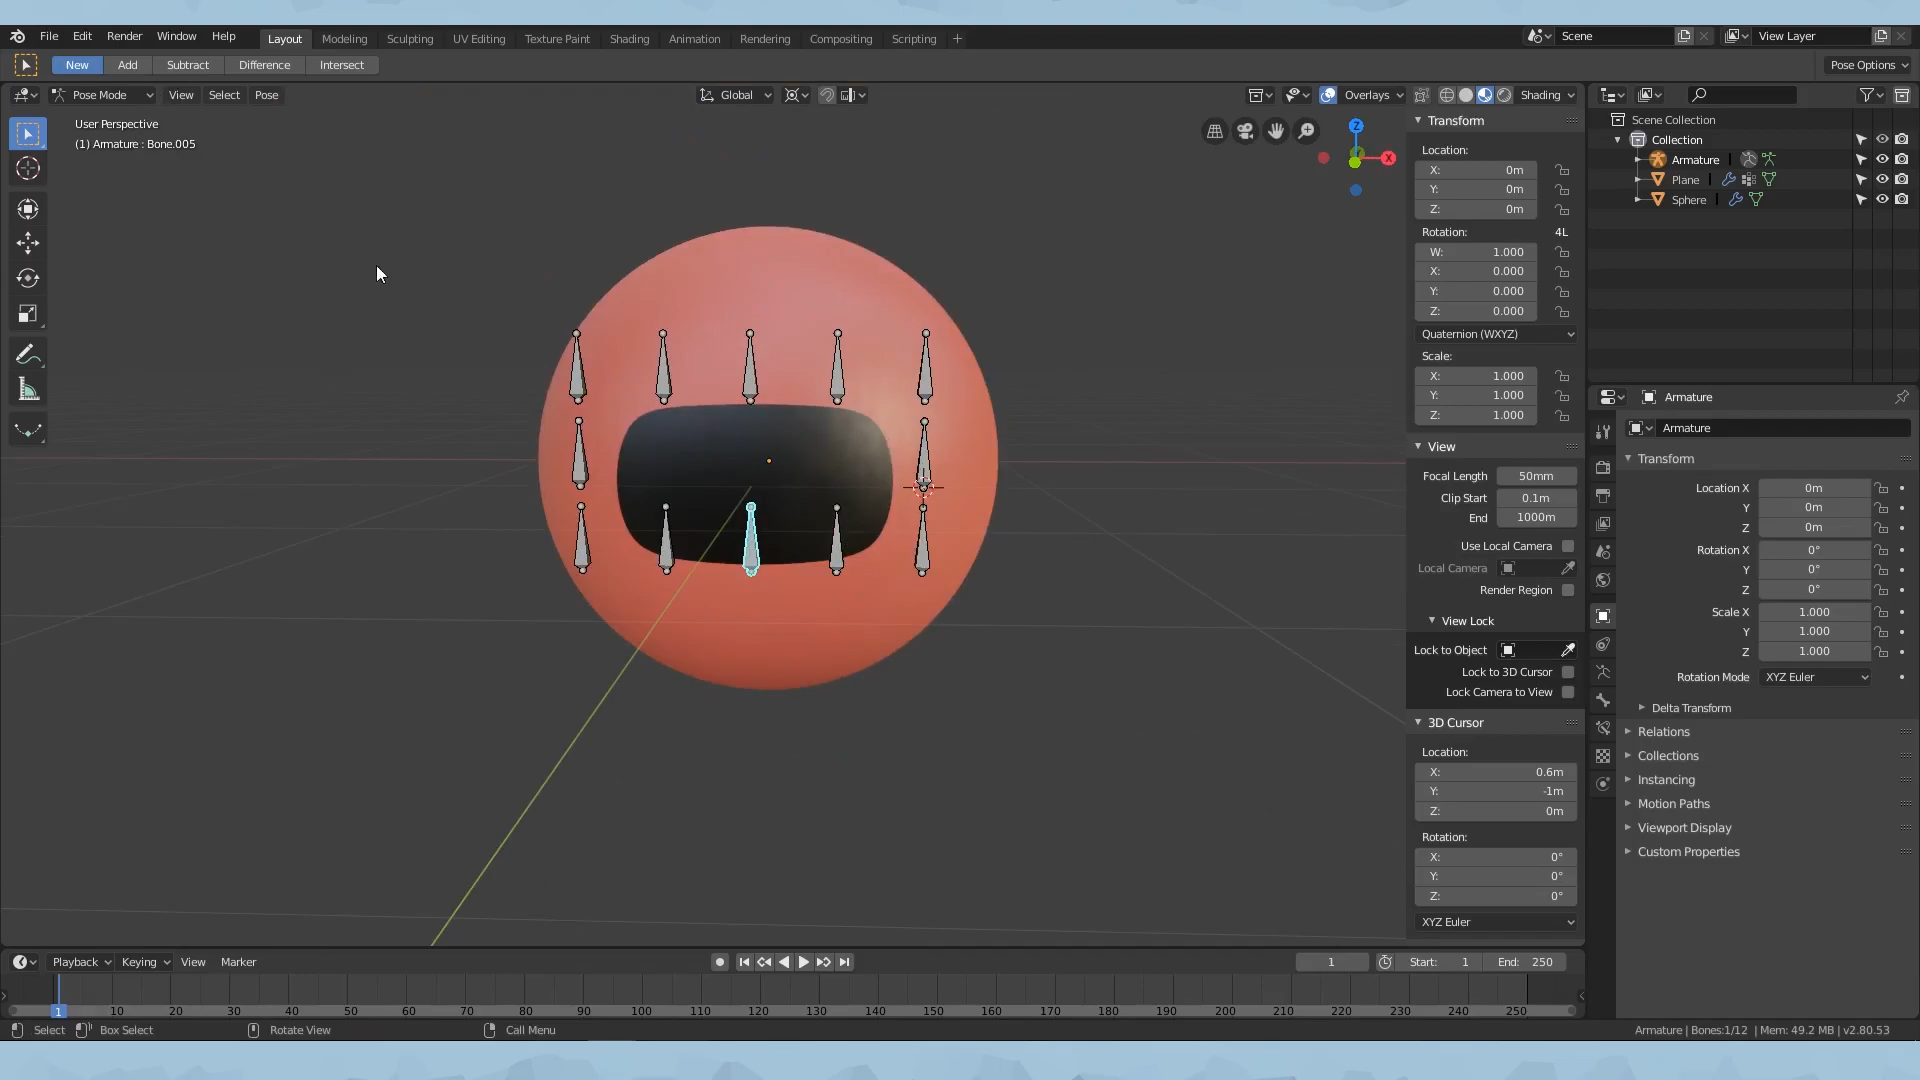 File Edit Render Window Help Layout Modeling Sculpting UV Editing Texture Paint Shading Animation Rendering Compositing Scripting + Scene View Layer
New Add Subtract Difference Intersect Pose Options
Pose Mode View Select Pose Global Overlays Shading
User Perspective
(1) Armature : Bone.005
Z
X
Transform
Location:
X: 0m
Y: 0m
Z: 0m
Rotation: 4L
W: 1.000
X: 0.000
Y: 0.000
Z: 0.000
Quaternion (WXYZ)
Scale:
X: 1.000
Y: 1.000
Z: 1.000
View
Focal Length 50mm
Clip Start 0.1m
End 1000m
Use Local Camera
Local Camera
Render Region
View Lock
Lock to Object
Lock to 3D Cursor
Lock Camera to View
3D Cursor
Location:
X: 0.6m
Y: -1m
Z: 0m
Rotation:
X: 0°
Y: 0°
Z: 0°
XYZ Euler
Scene Collection
Collection
Armature
Plane
Sphere
Armature
Armature
Transform
Location X 0m
Y 0m
Z 0m
Rotation X 0°
Y 0°
Z 0°
Scale X 1.000
Y 1.000
Z 1.000
Rotation Mode XYZ Euler
Delta Transform
Relations
Collections
Instancing
Motion Paths
Viewport Display
Custom Properties
Playback Keying View Marker 1 Start: 1 End: 250
1 10 20 30 40 50 60 70 80 90 100 110 120 130 140 150 160 170 180 190 200 210 220 230 240 250
Select Box Select Rotate View Call Menu Armature | Bones:1/12 | Mem: 49.2 MB | v2.80.53